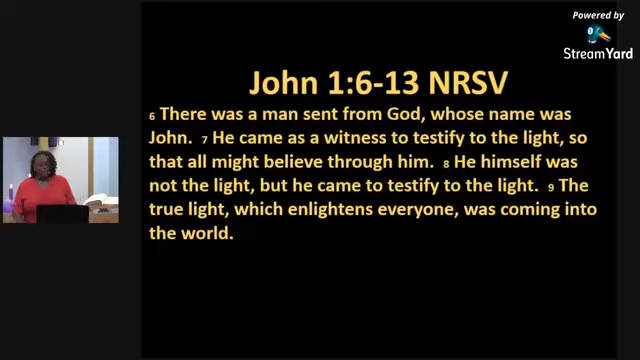 Powered by
StreamYard
John 1:6-13 NRSV
6 There was a man sent from God, whose name was
John. 7 He came as a witness to testify to the light, so
that all might believe through him. 8 He himself was
not the light, but he came to testify to the light. 9 The
true light, which enlightens everyone, was coming into
the world.